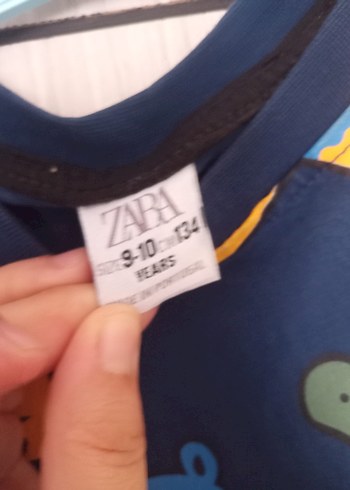 ZARA
SIZE 9-10 CM 134
YEARS
MADE IN PORTUGAL